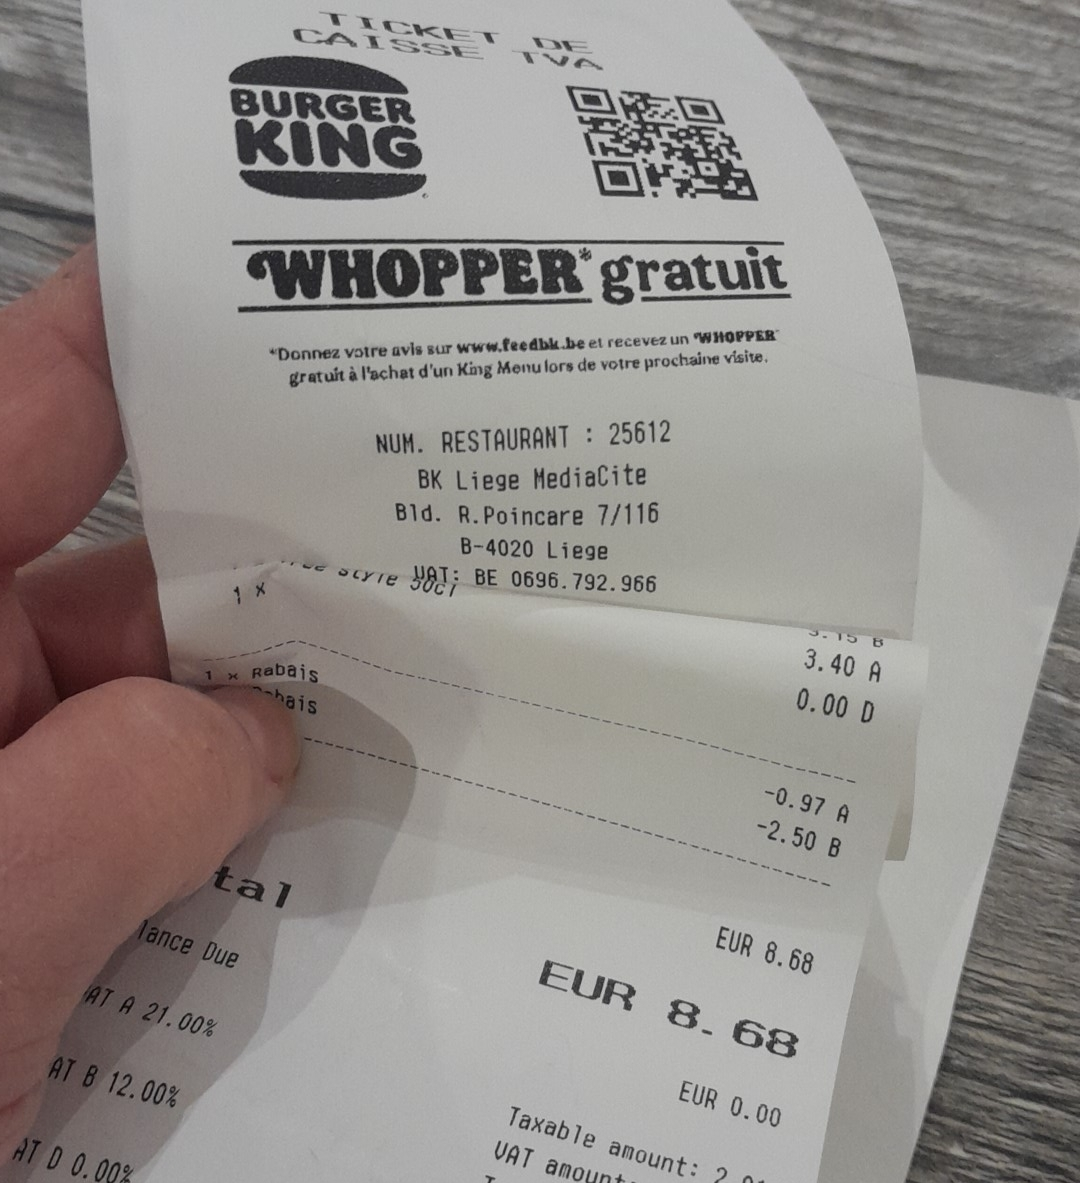 TICKET DE
CAISSE TVA
BURGER
KING
WHOPPER* gratuit
*Donnez votre avis sur www.feedbk.be et recevez un WHOPPER
gratuit à l'achat d'un King Menu lors de votre prochaine visite.
NUM. RESTAURANT : 25612
BK Liege MediaCite
Bld. R.Poincare 7/116
B-4020 Liege
VAT: BE 0696.792.966
style 50cl
3.15 B
1 x
3.40 A
0.00 D
1 x Rabais
-0.97 A
-2.50 B
EUR 8.68
tal
EUR 8.68
lance Due
EUR 0.00
AT A 21.00%
Taxable amount:
VAT amount
AT B 12.00%
AT D 0.00%